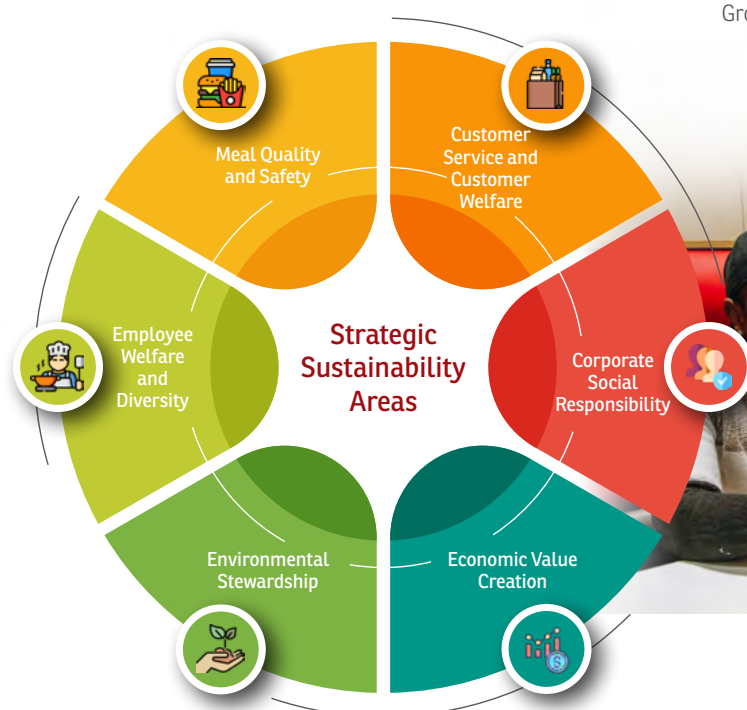 Meal Quality
and Safety
Customer
Service and
Customer
Welfare
Employee
Welfare
and
Diversity
Strategic
Sustainability
Areas
Corporate
Social
Responsibility
Environmental
Stewardship
Economic Value
Creation